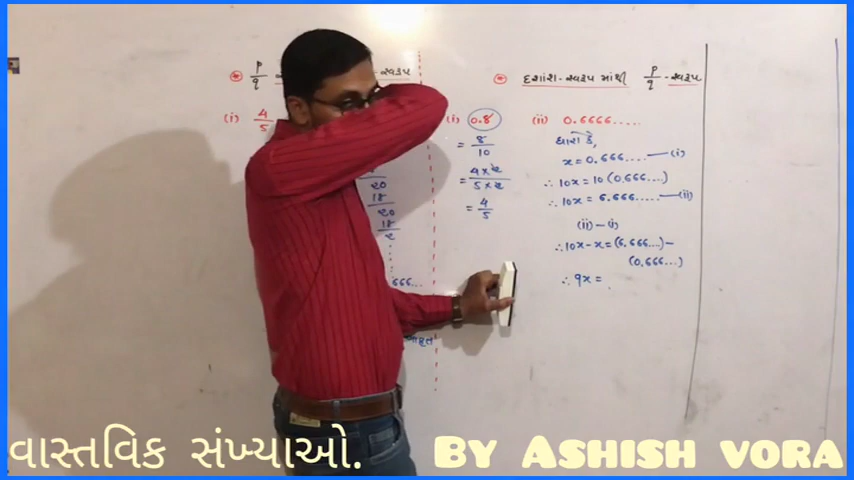 p/q
-સ્વરૂપ
(i) 4/5
20
18
20
18
2
666...
(i) 0.8
= 8/10
= 4×2/5×2
= 4/5
દશાંશ-સ્વરૂપ માંથી p/q -સ્વરૂપ
(ii) 0.6666.....
ધારો કે,
x = 0.666.... —(i)
∴ 10x = 10 (0.666....)
∴ 10x = 6.666..... —(ii)
(ii) - (i)
∴ 10x - x = (6.666...) -
(0.666...)
∴ 9x =
વાસ્તવિક સંખ્યાઓ. By Ashish vora